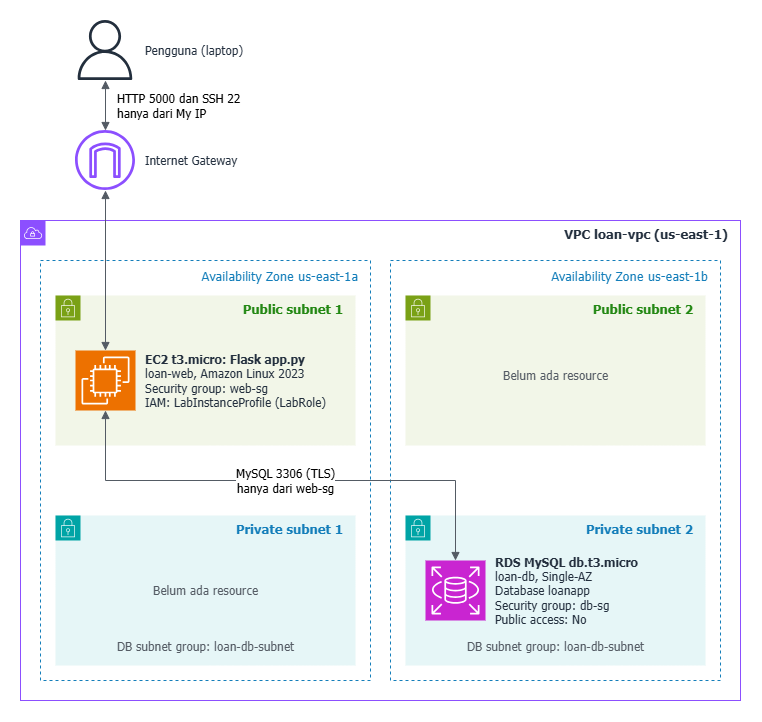 Pengguna (laptop)
HTTP 5000 dan SSH 22
hanya dari My IP
Internet Gateway
VPC loan-vpc (us-east-1)
Availability Zone us-east-1a
Public subnet 1
EC2 t3.micro: Flask app.py
loan-web, Amazon Linux 2023
Security group: web-sg
IAM: LabInstanceProfile (LabRole)
Availability Zone us-east-1b
Public subnet 2
Belum ada resource
MySQL 3306 (TLS)
hanya dari web-sg
Private subnet 1
Belum ada resource
DB subnet group: loan-db-subnet
Private subnet 2
RDS MySQL db.t3.micro
loan-db, Single-AZ
Database loanapp
Security group: db-sg
Public access: No
DB subnet group: loan-db-subnet